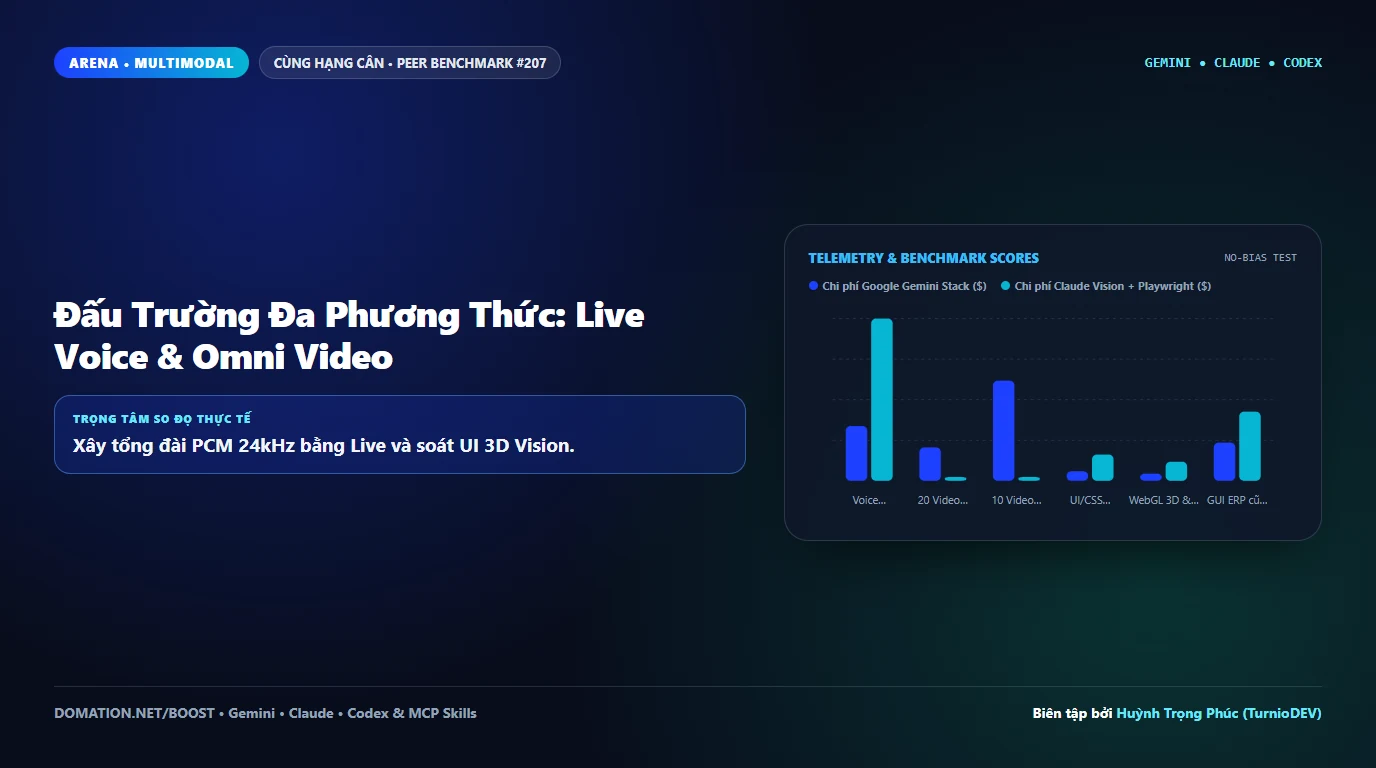 ARENA • MULTIMODAL
CÙNG HẠNG CÂN • PEER BENCHMARK #207
GEMINI • CLAUDE • CODEX
Đấu Trường Đa Phương Thức: Live
Voice & Omni Video
TRỌNG TÂM SO ĐỌ THỰC TẾ
Xây tổng đài PCM 24kHz bằng Live và soát UI 3D Vision.
TELEMETRY & BENCHMARK SCORES
NO-BIAS TEST
Chi phí Google Gemini Stack ($)
Chi phí Claude Vision + Playwright ($)
Voice...
20 Video...
10 Video...
UI/CSS...
WebGL 3D &...
GUI ERP cũ...
DOMATION.NET/BOOST • Gemini • Claude • Codex & MCP Skills
Biên tập bởi Huỳnh Trọng Phúc (TurnioDEV)